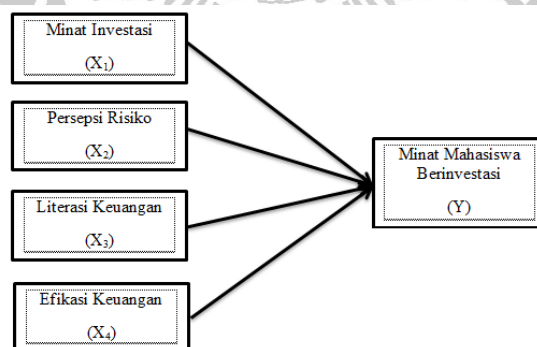 Minat Investasi
(X₁)
Persepsi Risiko
(X₂)
Literasi Keuangan
(X₃)
Efikasi Keuangan
(X₄)
Minat Mahasiswa
Berinvestasi
(Y)